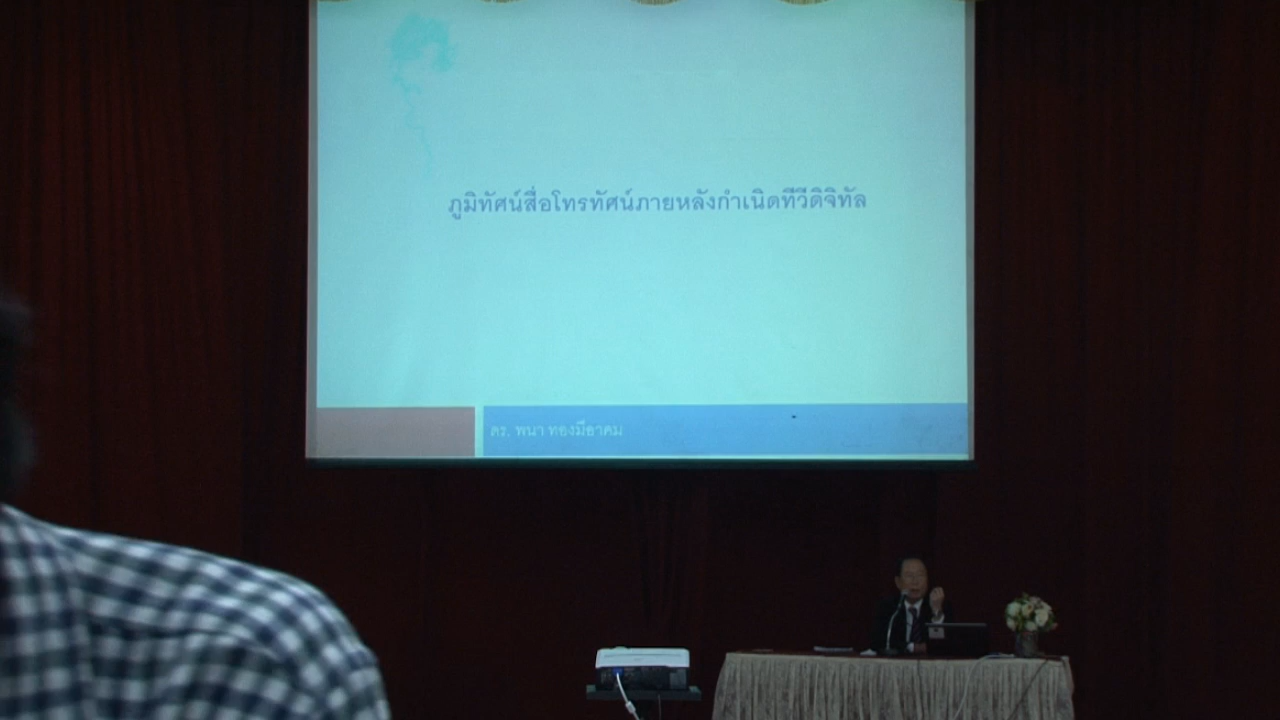 ภูมิทัศน์สื่อโทรทัศน์ภายหลังกำเนิดทีวีดิจิทัล
ดร. พนา ทองมีอาคม